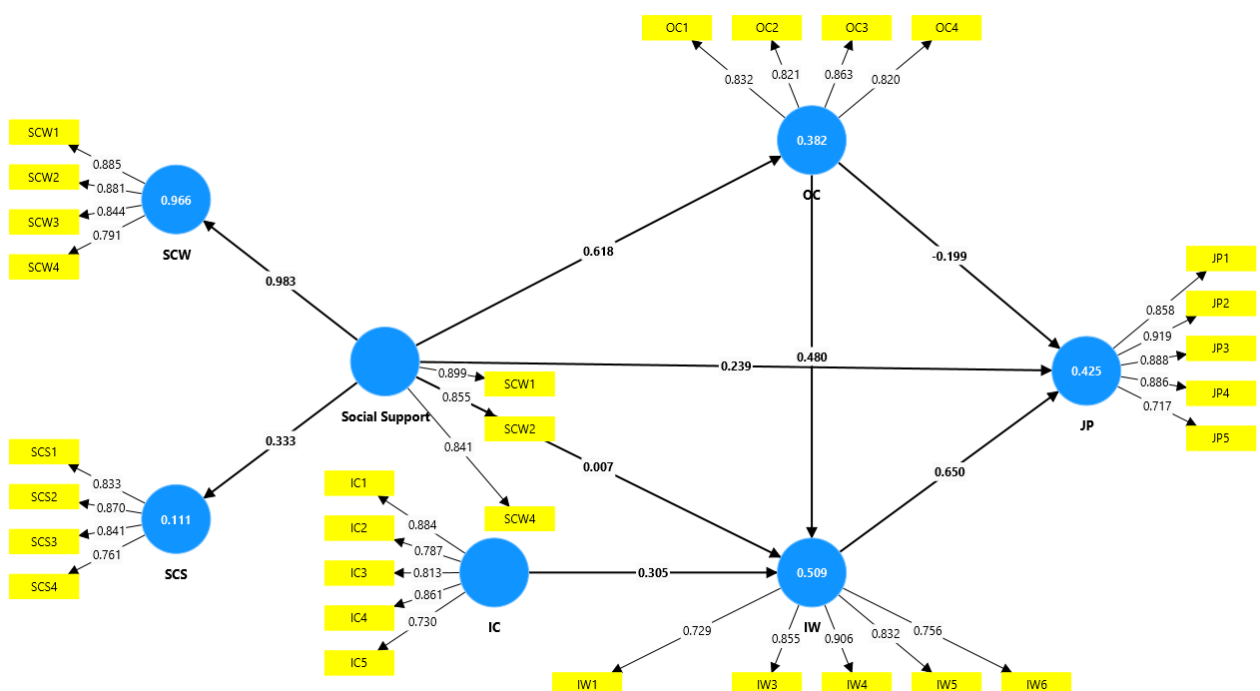 OC1
OC2
OC3
OC4
0.832
0.821
0.863
0.820
0.382
OC
SCW1
SCW2
SCW3
SCW4
0.885
0.881
0.844
0.791
0.966
SCW
0.983
0.618
-0.199
0.480
0.239
Social Support
0.899
0.855
0.841
SCW1
SCW2
SCW4
0.007
0.333
JP1
JP2
JP3
JP4
JP5
0.858
0.919
0.888
0.886
0.717
0.425
JP
0.650
SCS1
SCS2
SCS3
SCS4
0.833
0.870
0.841
0.761
0.111
SCS
IC1
IC2
IC3
IC4
IC5
0.884
0.787
0.813
0.861
0.730
IC
0.305
0.509
IW
0.729
0.855
0.906
0.832
0.756
IW1
IW3
IW4
IW5
IW6